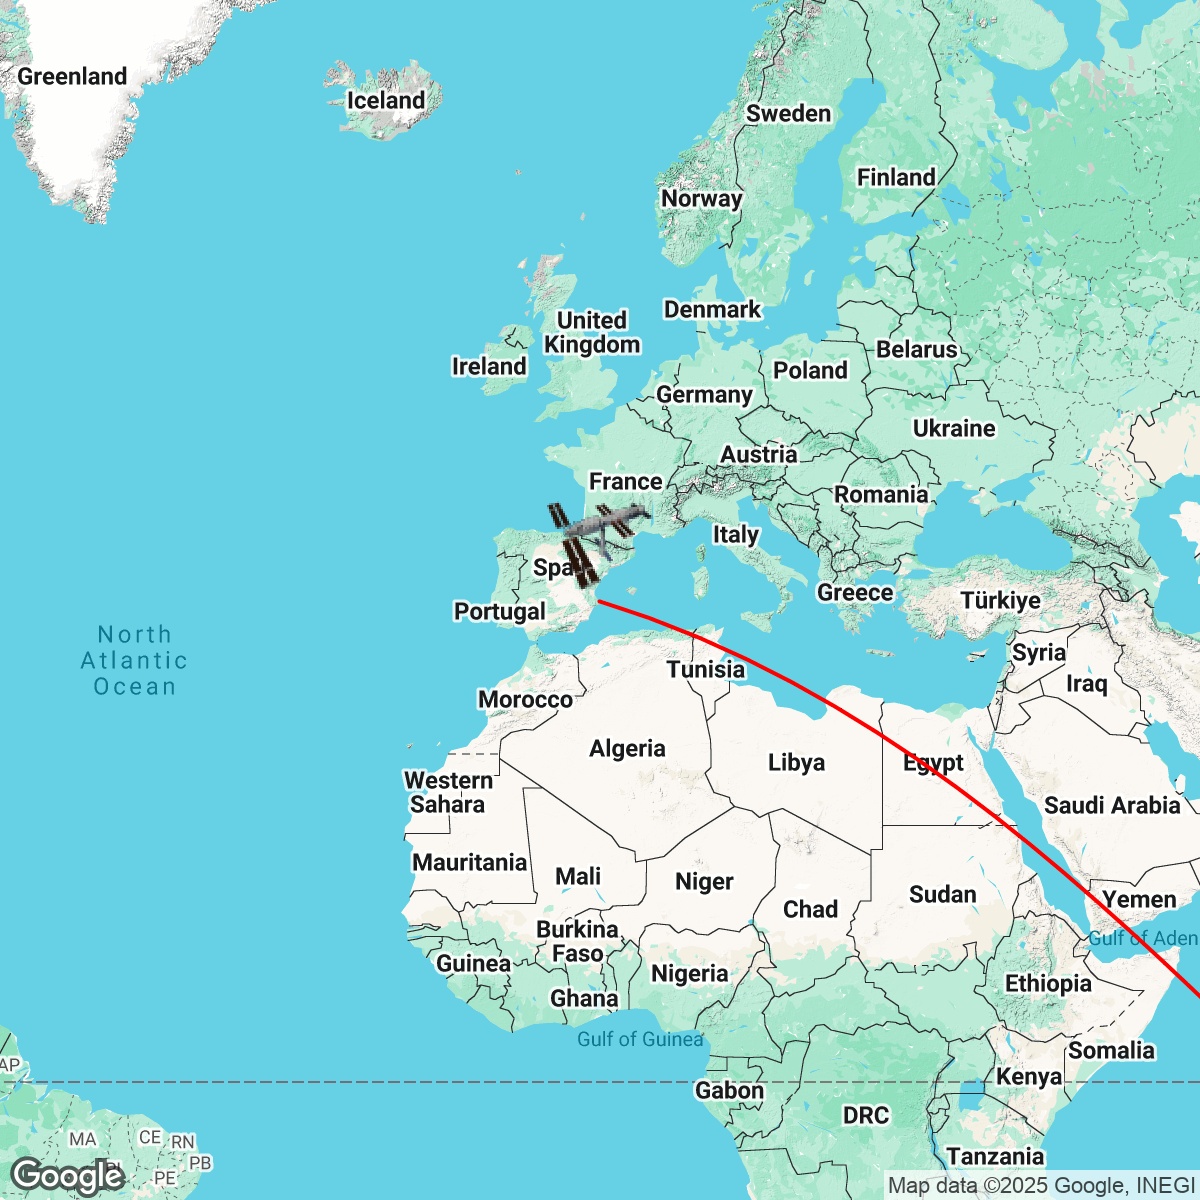 Greenland
Iceland
Sweden
Finland
Norway
Denmark
United
Kingdom
Ireland
Belarus
Poland
Germany
Ukraine
Austria
France
Romania
Italy
Spa
Greece
Türkiye
Portugal
North
Atlantic
Ocean
Syria
Tunisia
Iraq
Morocco
Algeria
Libya
Egypt
Western
Sahara
Saudi Arabia
Mauritania
Mali
Niger
Sudan
Yemen
Chad
Burkina
Faso
Gulf of Aden
Guinea
Nigeria
Ethiopia
Ghana
Gulf of Guinea
Somalia
AP
Kenya
Gabon
DRC
MA
CE
RN
PB
PE
Tanzania
Google
Map data ©2025 Google, INEGI